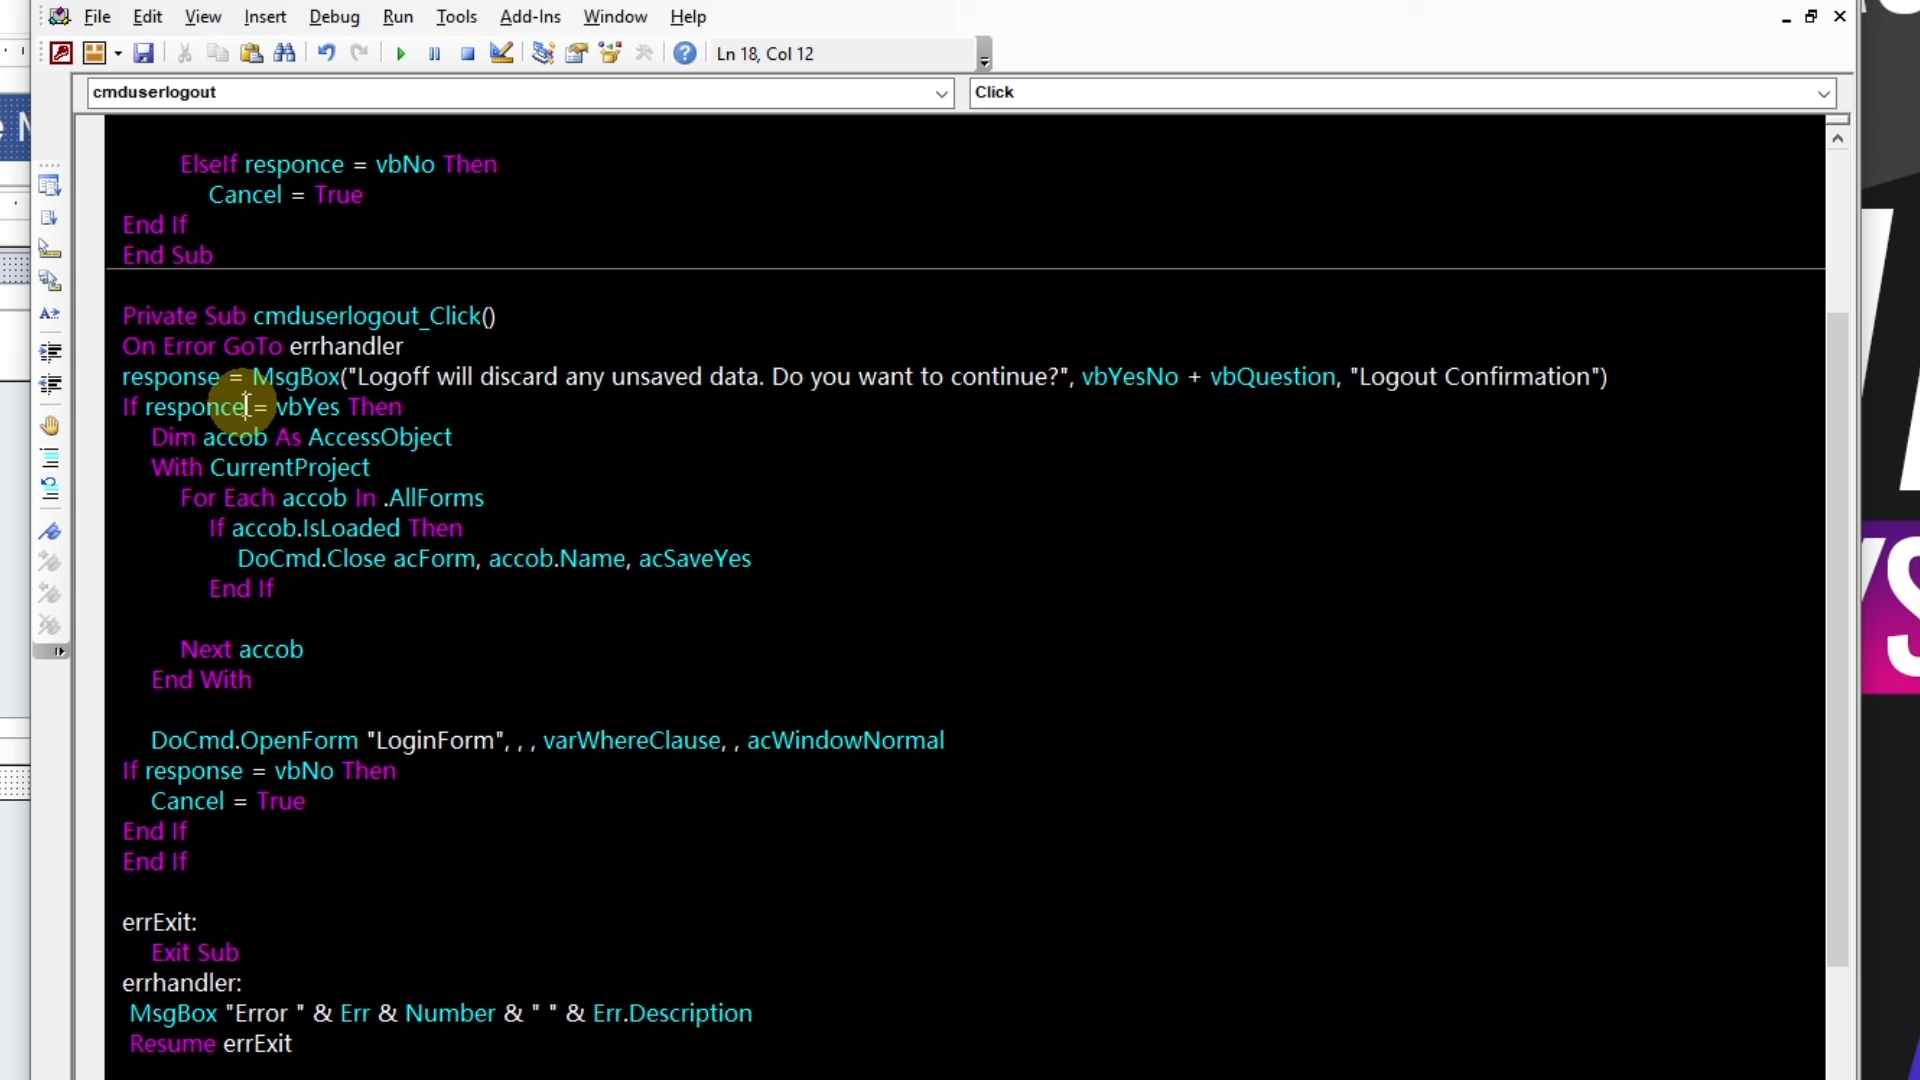 File Edit View Insert Debug Run Tools Add-Ins Window Help
Ln 18, Col 12
cmduserlogout Click
ElseIf responce = vbNo Then
Cancel = True
End If
End Sub
Private Sub cmduserlogout_Click()
On Error GoTo errhandler
response = MsgBox("Logoff will discard any unsaved data. Do you want to continue?", vbYesNo + vbQuestion, "Logout Confirmation")
If responce = vbYes Then
Dim accob As AccessObject
With CurrentProject
For Each accob In .AllForms
If accob.IsLoaded Then
DoCmd.Close acForm, accob.Name, acSaveYes
End If
Next accob
End With
DoCmd.OpenForm "LoginForm", , , varWhereClause, , acWindowNormal
If response = vbNo Then
Cancel = True
End If
End If
errExit:
Exit Sub
errhandler:
MsgBox "Error " & Err & Number & " " & Err.Description
Resume errExit